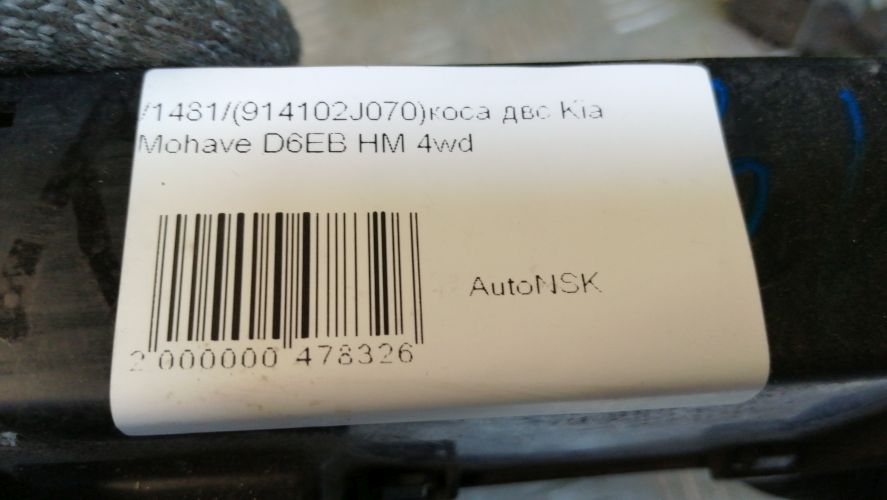 /1481/(914102J070)коса двс Kia
Mohave D6EB HM 4wd
AutoNSK
2 000000 478326